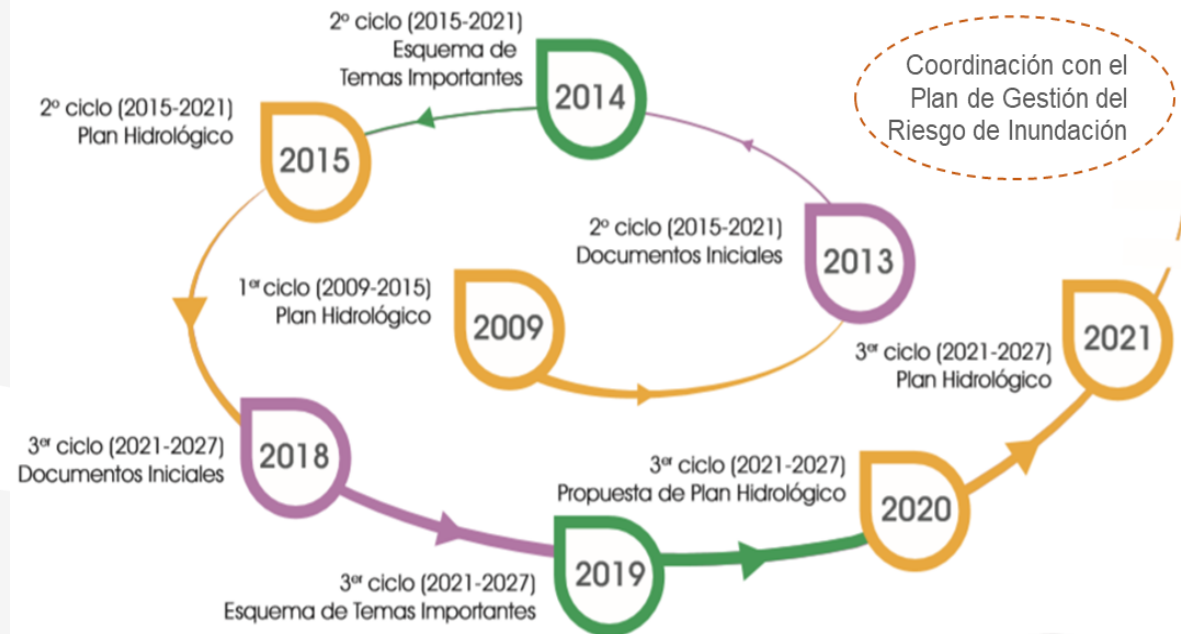 2º ciclo (2015-2021)
Esquema de
Temas Importantes
2014
Coordinación con el
Plan de Gestión del
Riesgo de Inundación
2º ciclo (2015-2021)
Plan Hidrológico
2015
2º ciclo (2015-2021)
Documentos Iniciales
2013
1er ciclo (2009-2015)
Plan Hidrológico
2009
3er ciclo (2021-2027)
Plan Hidrológico
2021
3er ciclo (2021-2027)
Documentos Iniciales
2018
3er ciclo (2021-2027)
Propuesta de Plan Hidrológico
2020
3er ciclo (2021-2027)
Esquema de Temas Importantes
2019